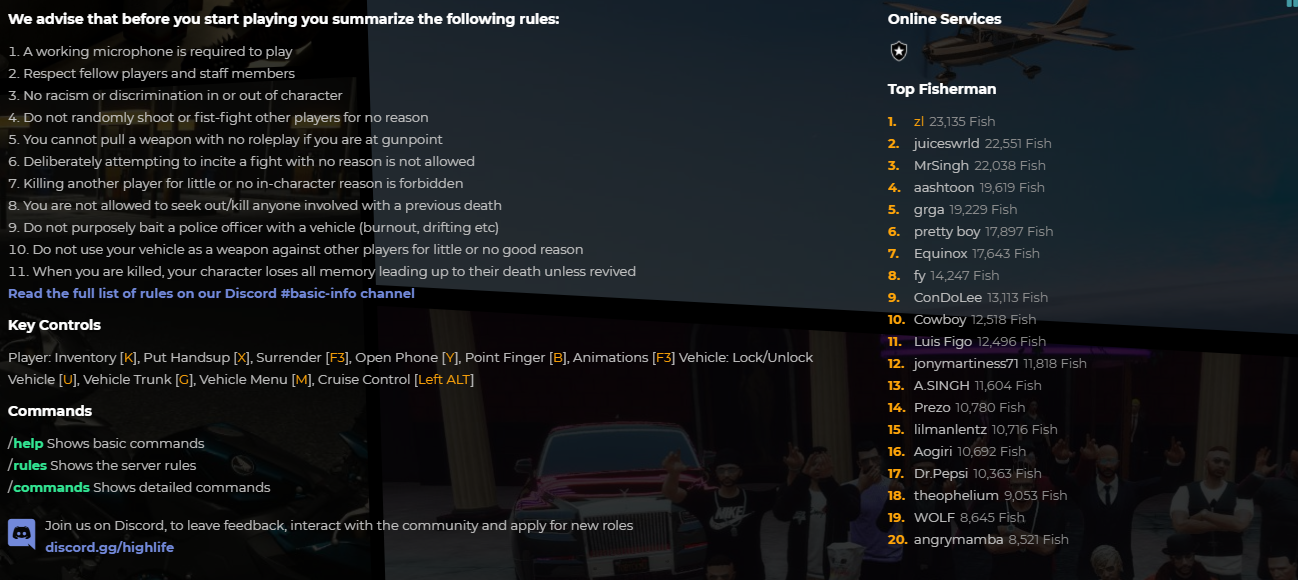 We advise that before you start playing you summarize the following rules:
1. A working microphone is required to play
2. Respect fellow players and staff members
3. No racism or discrimination in or out of character
4. Do not randomly shoot or fist-fight other players for no reason
5. You cannot pull a weapon with no roleplay if you are at gunpoint
6. Deliberately attempting to incite a fight with no reason is not allowed
7. Killing another player for little or no in-character reason is forbidden
8. You are not allowed to seek out/kill anyone involved with a previous death
9. Do not purposely bait a police officer with a vehicle (burnout, drifting etc)
10. Do not use your vehicle as a weapon against other players for little or no good reason
11. When you are killed, your character loses all memory leading up to their death unless revived
Read the full list of rules on our Discord #basic-info channel
Key Controls
Player: Inventory [K], Put Handsup [X], Surrender [F3], Open Phone [Y], Point Finger [B], Animations [F3] Vehicle: Lock/Unlock
Vehicle [U], Vehicle Trunk [G], Vehicle Menu [M], Cruise Control [Left ALT]
Commands
/help Shows basic commands
/rules Shows the server rules
/commands Shows detailed commands
Join us on Discord, to leave feedback, interact with the community and apply for new roles
discord.gg/highlife
Online Services
Top Fisherman
1. zl 23,135 Fish
2. juiceswrld 22,551 Fish
3. MrSingh 22,038 Fish
4. aashtoon 19,619 Fish
5. grga 19,229 Fish
6. pretty boy 17,897 Fish
7. Equinox 17,643 Fish
8. fy 14,247 Fish
9. ConDoLee 13,113 Fish
10. Cowboy 12,518 Fish
11. Luis Figo 12,496 Fish
12. jonymartiness71 11,818 Fish
13. A.SINGH 11,604 Fish
14. Prezo 10,780 Fish
15. lilmanlentz 10,716 Fish
16. Aogiri 10,692 Fish
17. Dr.Pepsi 10,363 Fish
18. theophelium 9,053 Fish
19. WOLF 8,645 Fish
20. angrymamba 8,521 Fish
NIKE